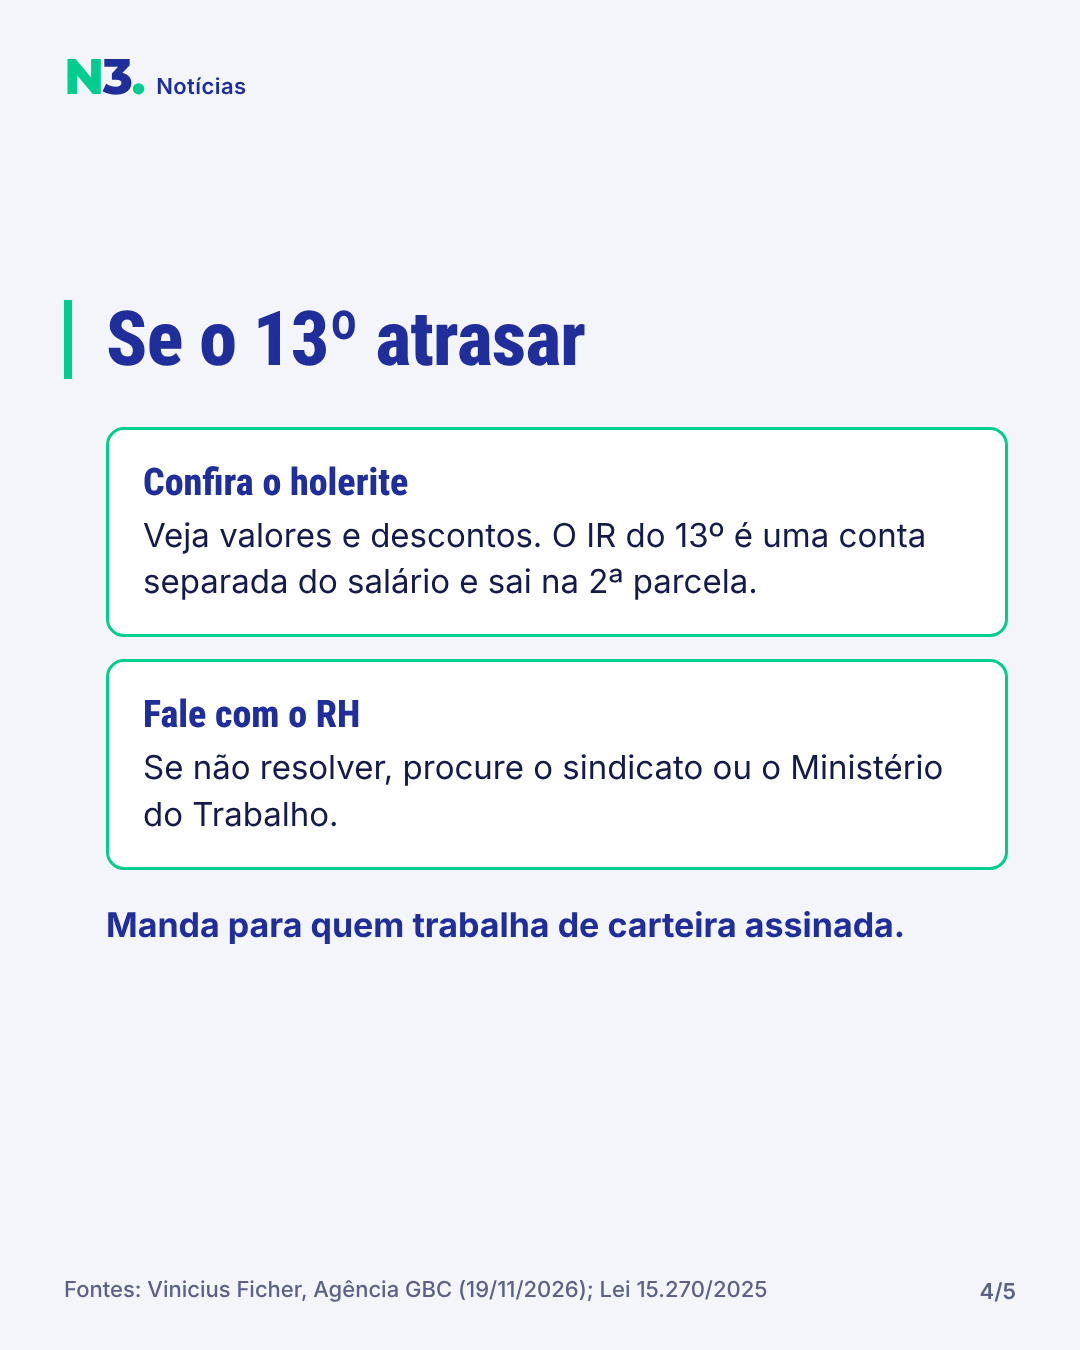 N3. Notícias
Se o 13º atrasar
Confira o holerite
Veja valores e descontos. O IR do 13º é uma conta
separada do salário e sai na 2ª parcela.
Fale com o RH
Se não resolver, procure o sindicato ou o Ministério
do Trabalho.
Manda para quem trabalha de carteira assinada.
Fontes: Vinicius Ficher, Agência GBC (19/11/2026); Lei 15.270/2025
4/5